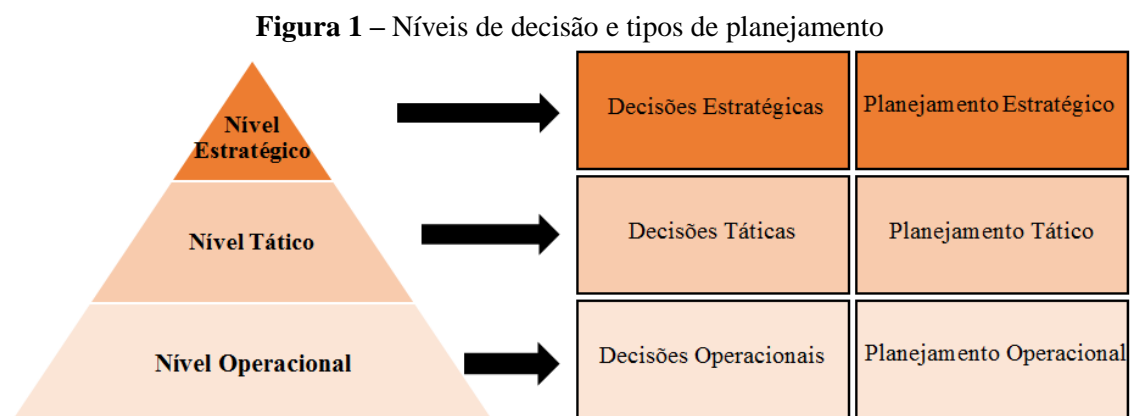 Figura 1 – Níveis de decisão e tipos de planejamento
Nível
Estratégico
Decisões Estratégicas
Planejamento Estratégico
Nível Tático
Decisões Táticas
Planejamento Tático
Nível Operacional
Decisões Operacionais
Planejamento Operacional